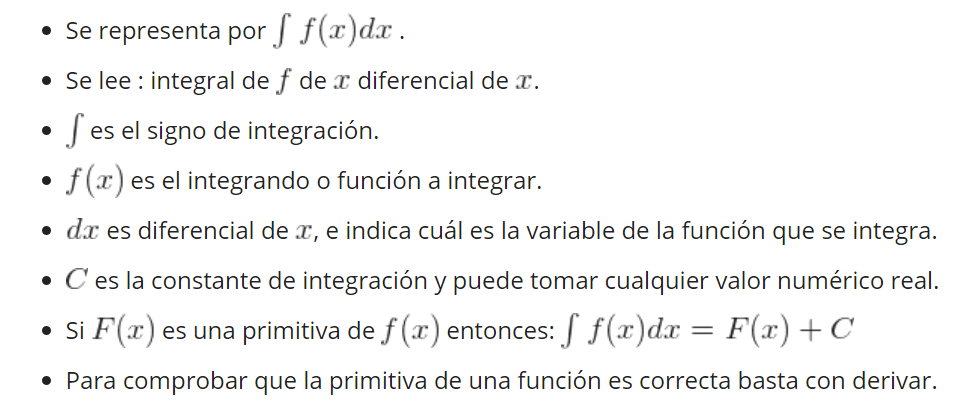 • Se representa por ∫ f(x)dx .
• Se lee : integral de f de x diferencial de x.
• ∫ es el signo de integración.
• f(x) es el integrando o función a integrar.
• dx es diferencial de x, e indica cuál es la variable de la función que se integra.
• C es la constante de integración y puede tomar cualquier valor numérico real.
• Si F(x) es una primitiva de f(x) entonces: ∫ f(x)dx = F(x) + C
• Para comprobar que la primitiva de una función es correcta basta con derivar.